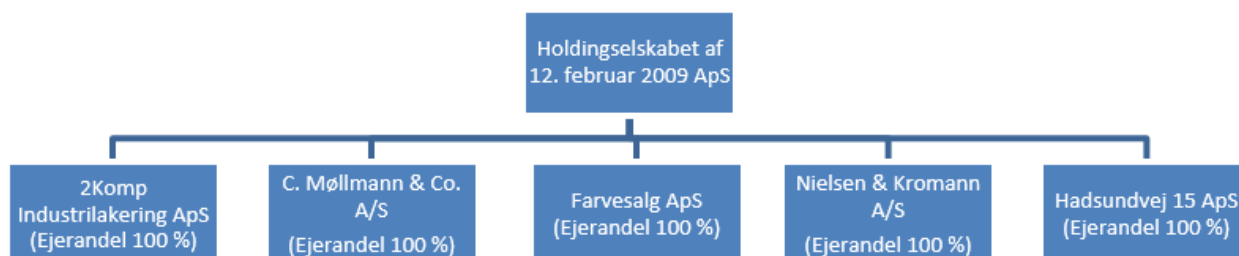 Holdingselskabet af
12. februar 2009 ApS
2Komp
Industrilakering ApS
(Ejerandel 100 %)
C. Møllmann & Co.
A/S
(Ejerandel 100 %)
Farvesalg ApS
(Ejerandel 100 %)
Nielsen & Kromann
A/S
(Ejerandel 100 %)
Hadsundvej 15 ApS
(Ejerandel 100 %)